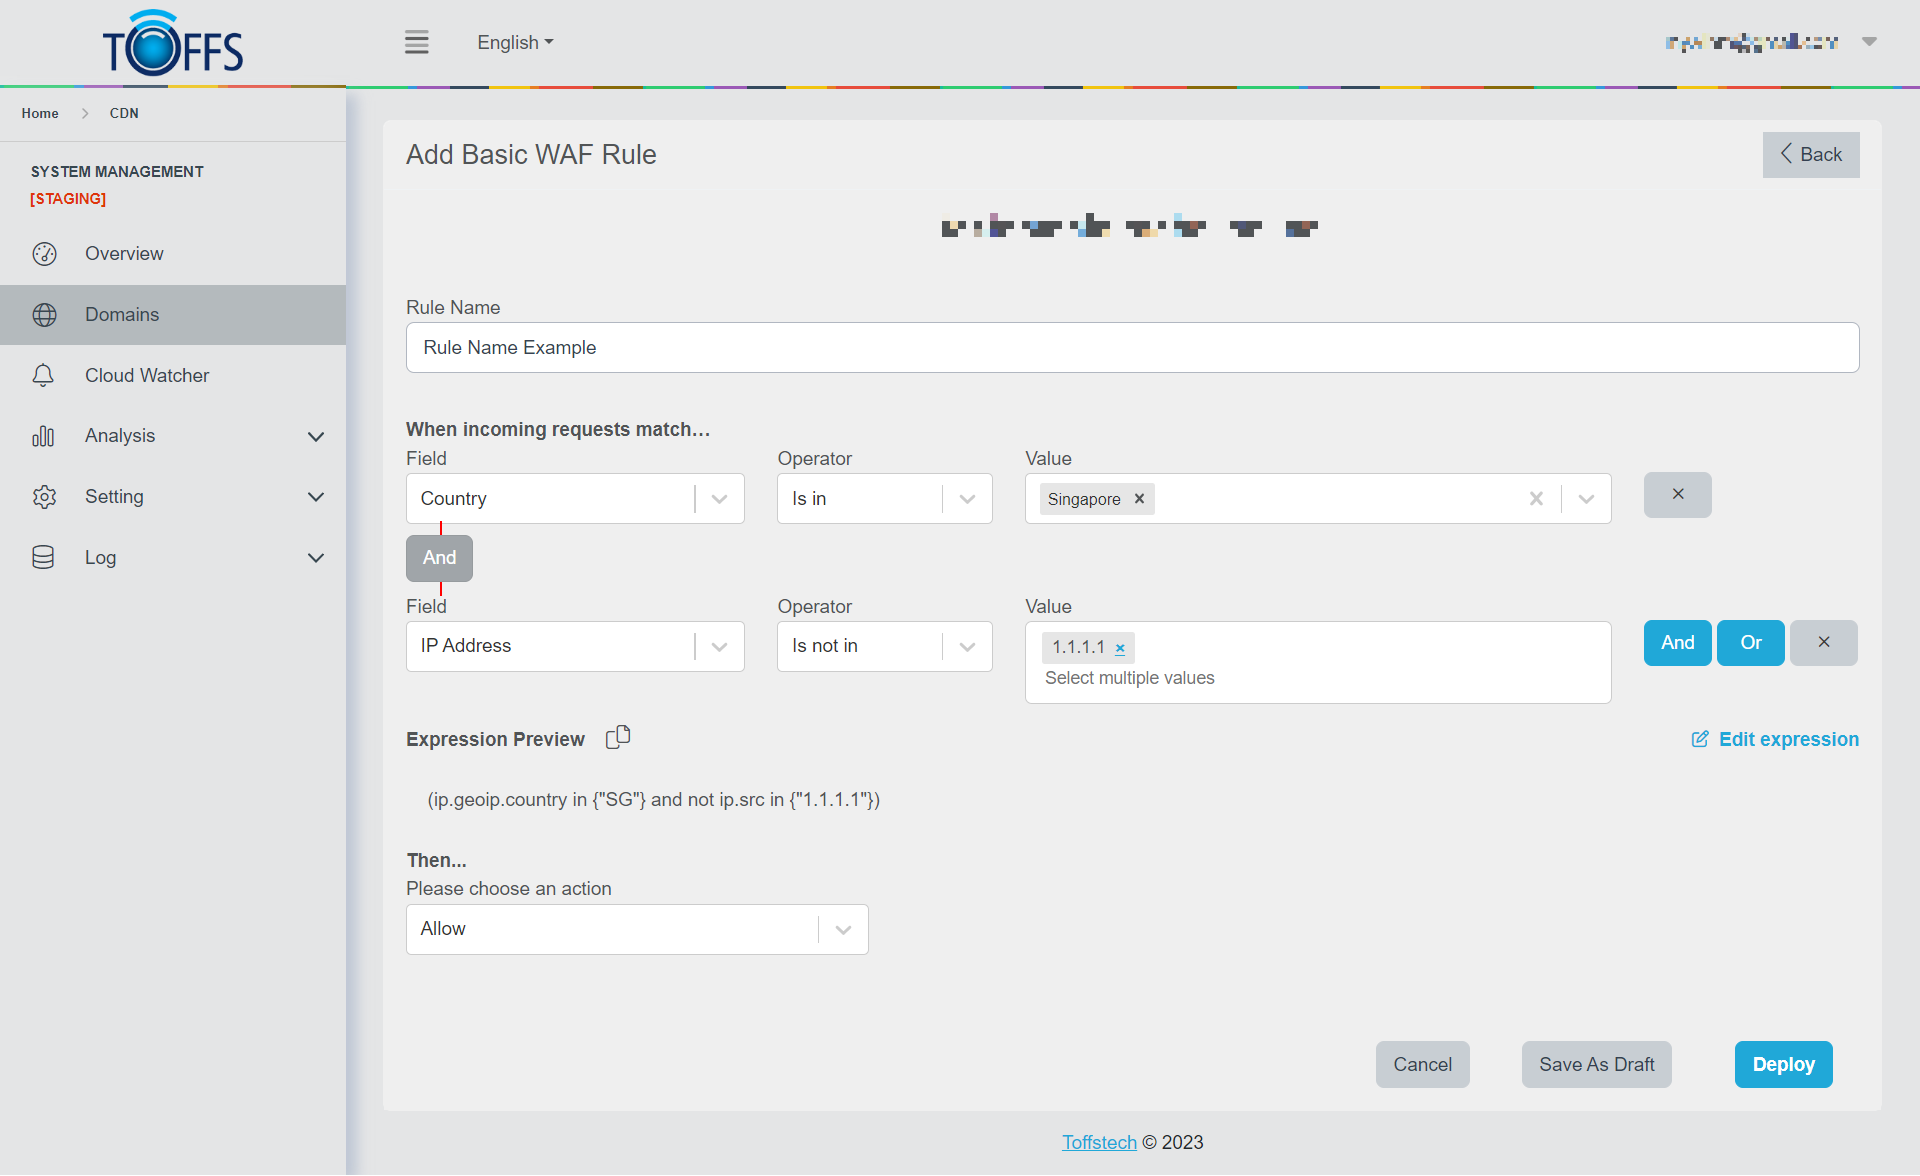 TOFFS
English
Home > CDN
SYSTEM MANAGEMENT
[STAGING]
Overview
Domains
Cloud Watcher
Analysis
Setting
Log
Add Basic WAF Rule
Back
Rule Name
Rule Name Example
When incoming requests match...
Field Operator Value
Country Is in Singapore × × ×
And
Field Operator Value
IP Address Is not in 1.1.1.1 × And Or ×
Select multiple values
Expression Preview Edit expression
(ip.geoip.country in {"SG"} and not ip.src in {"1.1.1.1"})
Then...
Please choose an action
Allow
Cancel Save As Draft Deploy
Toffstech © 2023